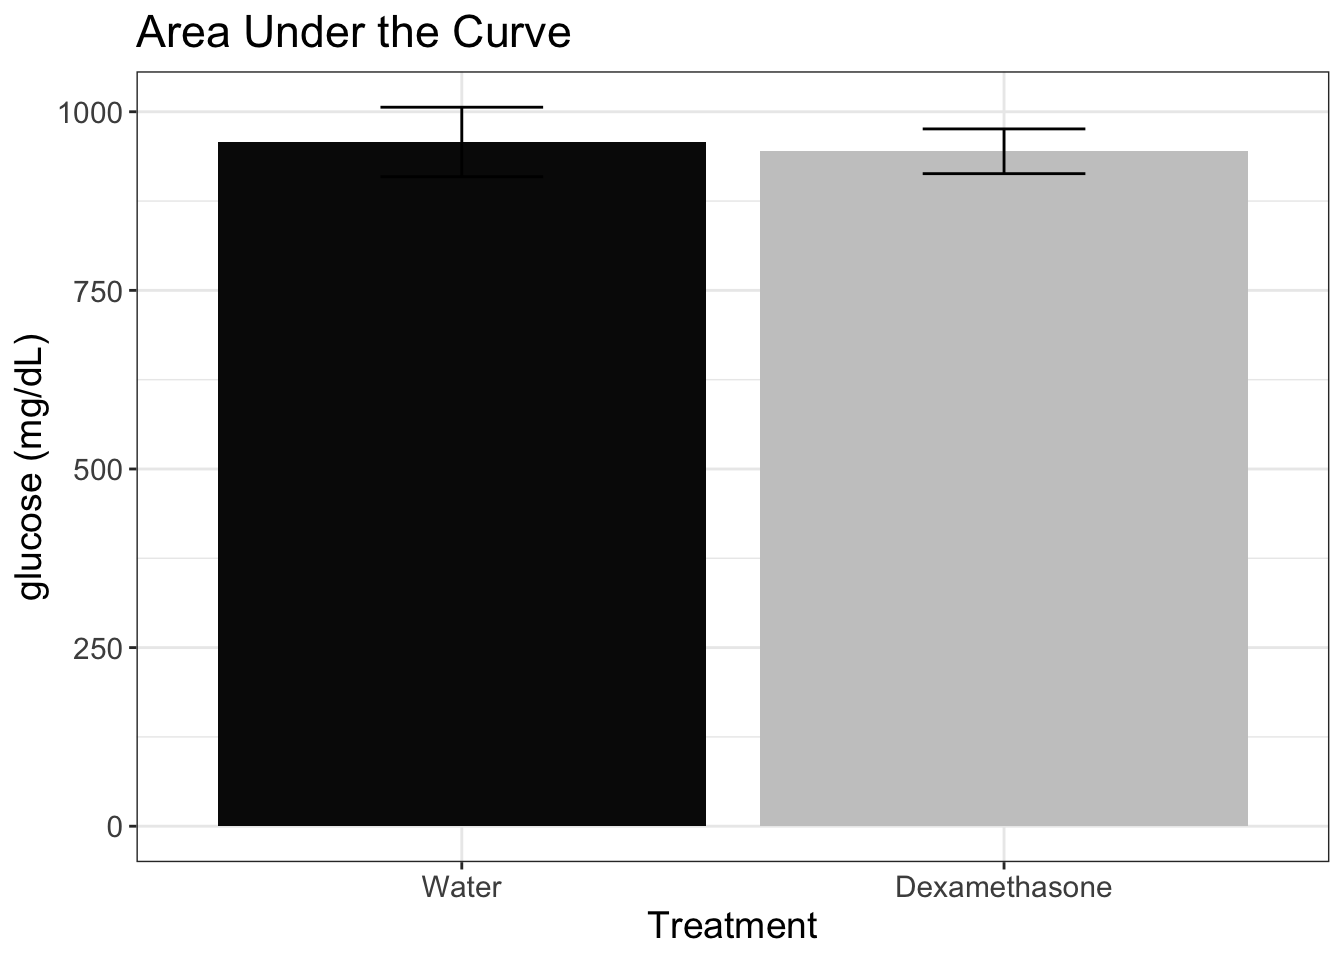 Area Under the Curve
glucose (mg/dL)
1000
750
500
250
0
Water
Dexamethasone
Treatment